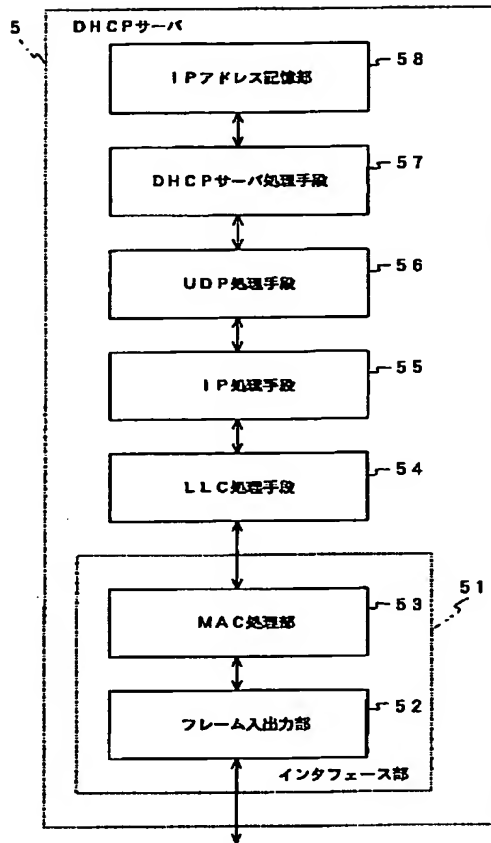 5
DHCPサーバ
IPアドレス記憶部
58
DHCPサーバ処理手段
57
UDP処理手段
56
IP処理手段
55
LLC処理手段
54
51
MAC処理部
53
フレーム入出力部
52
インタフェース部